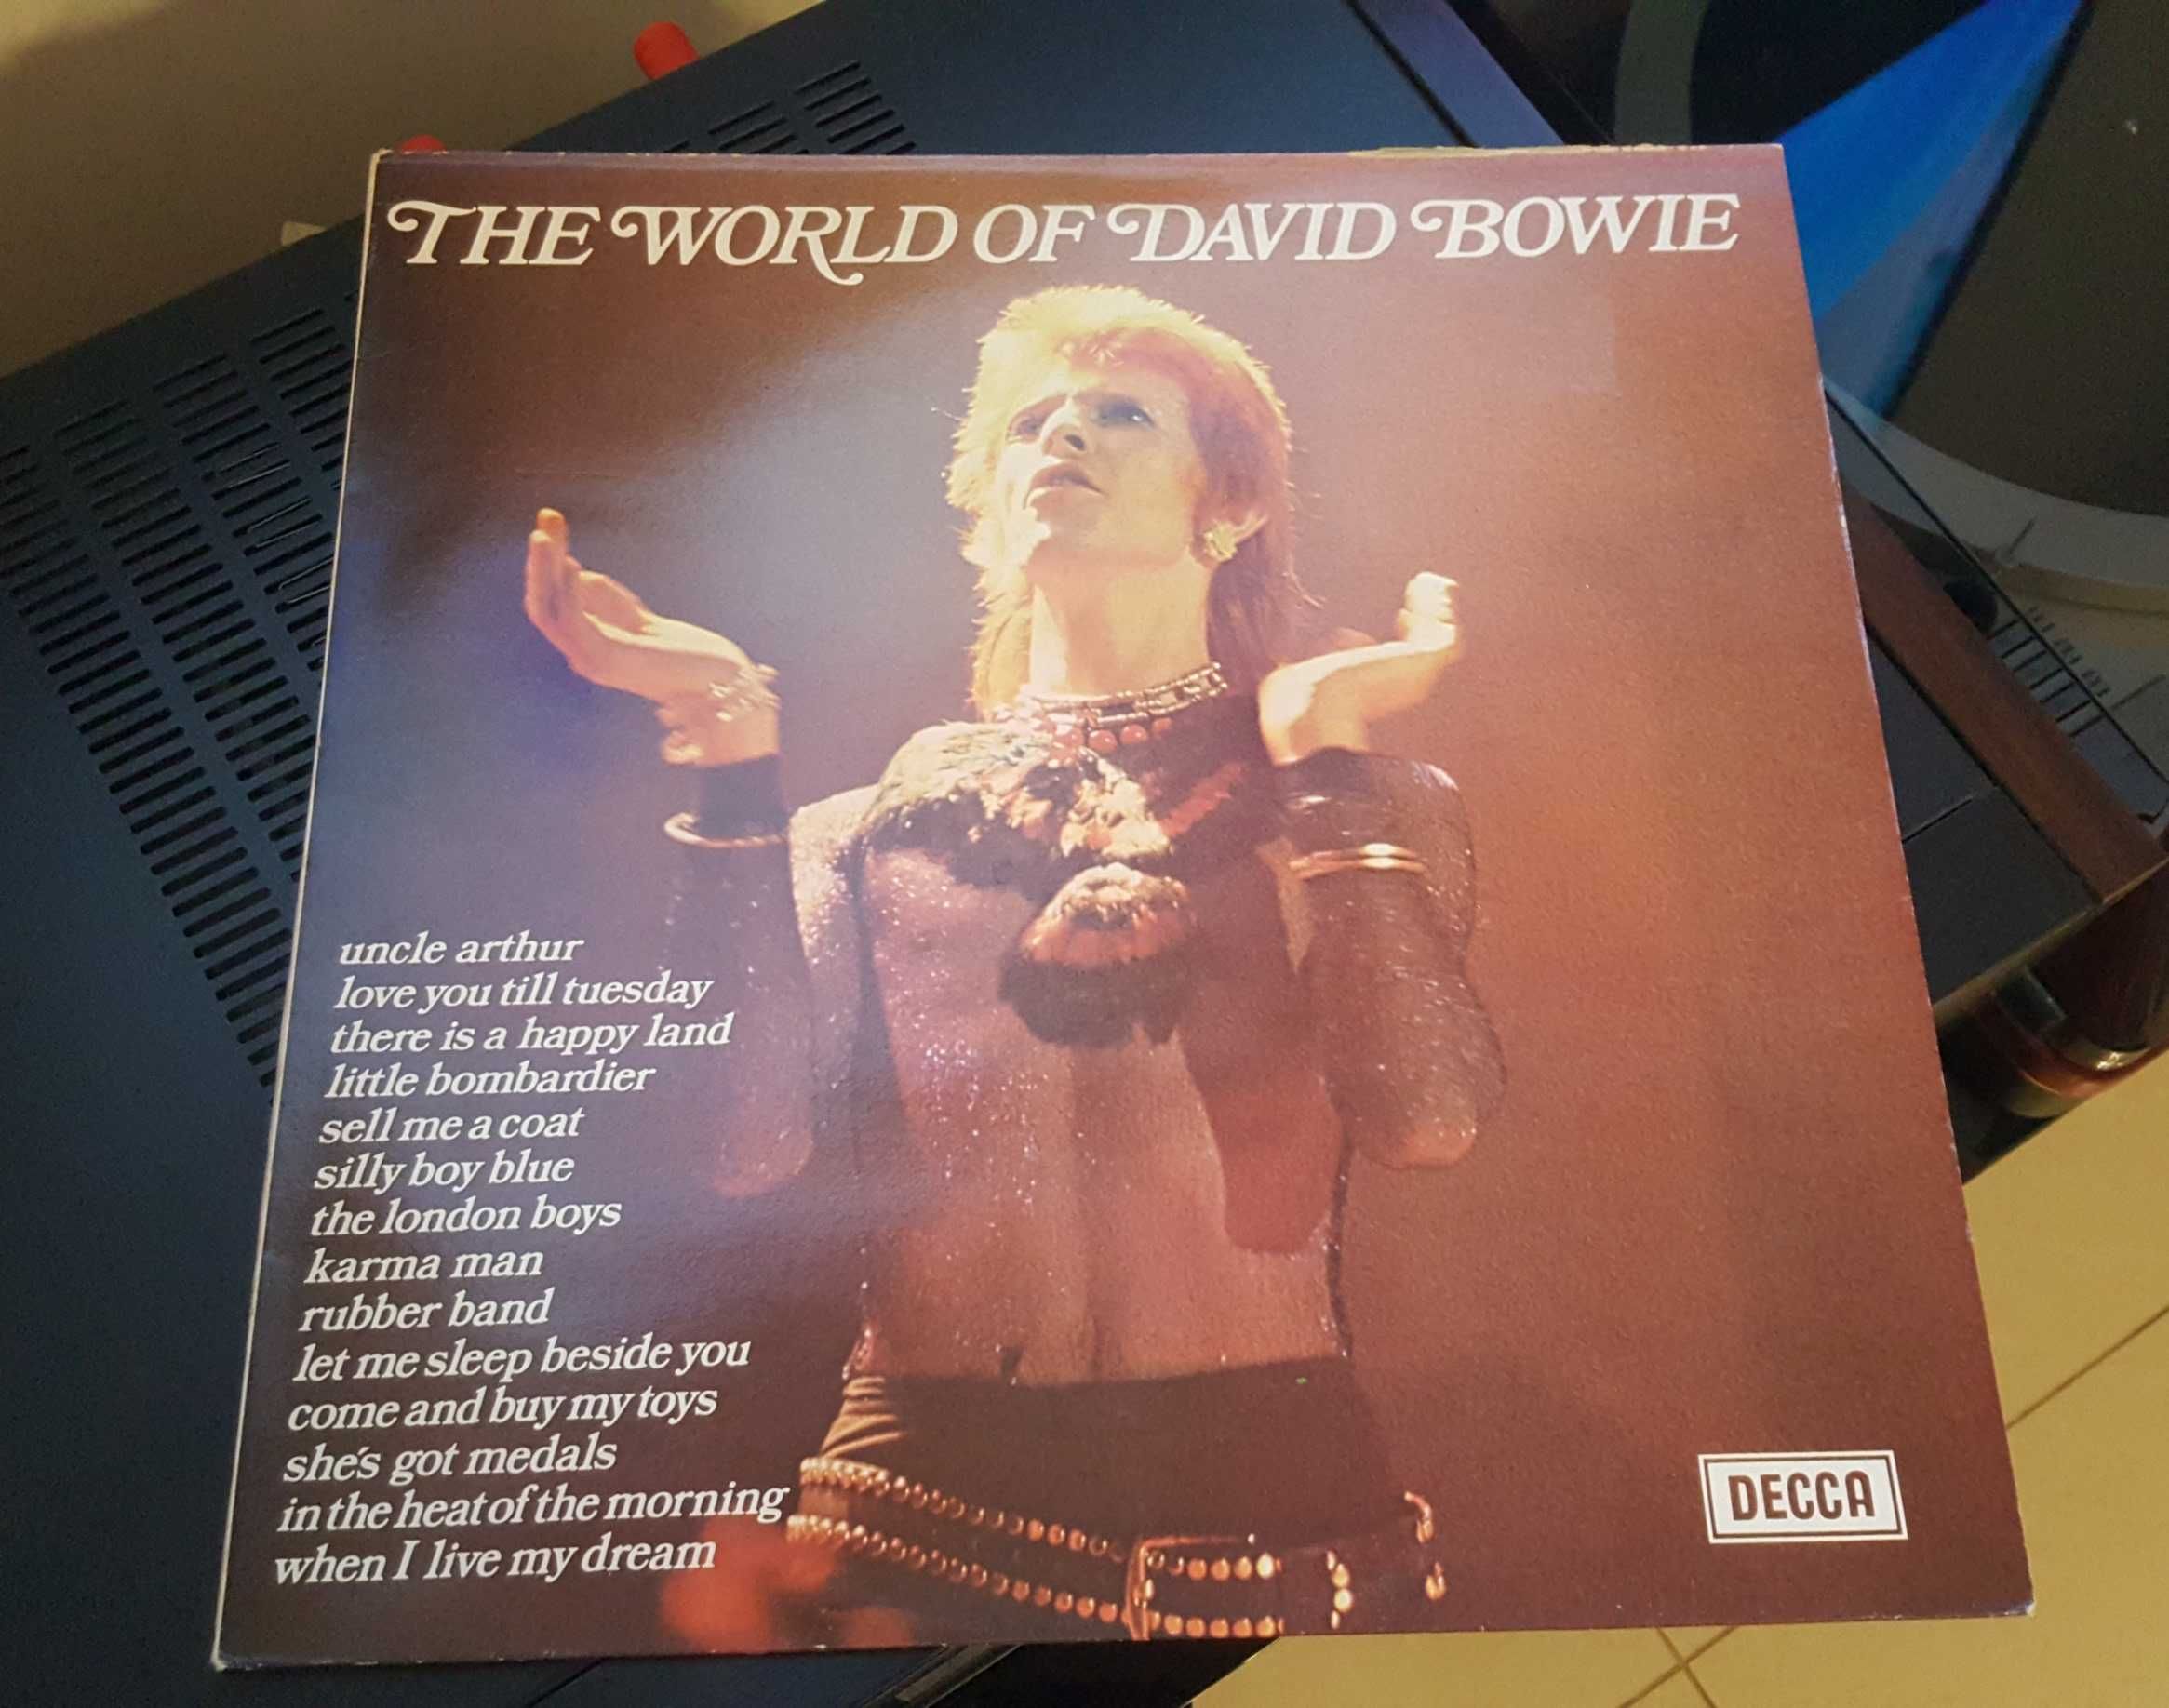 THE WORLD OF DAVID BOWIE
uncle arthur
love you till tuesday
there is a happy land
little bombardier
sell me a coat
silly boy blue
the london boys
karma man
rubber band
let me sleep beside you
come and buy my toys
she's got medals
in the heat of the morning
when I live my dream
DECCA